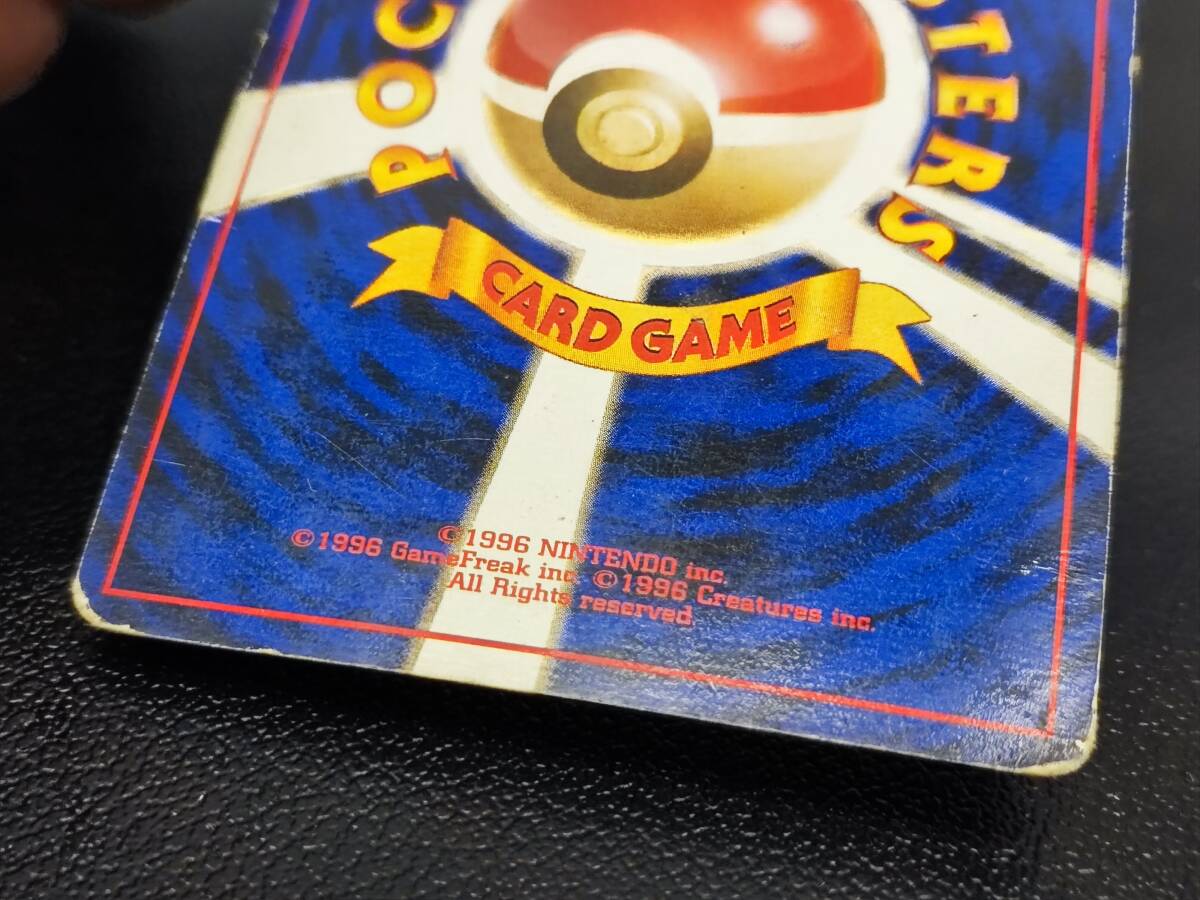 POC
TERS
CARD GAME
©1996 NINTENDO inc.
©1996 GameFreak inc. ©1996 Creatures inc.
All Rights reserved